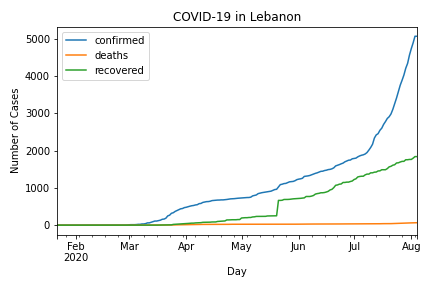 COVID-19 in Lebanon
confirmed
deaths
recovered
Number of Cases
5000
4000
3000
2000
1000
0
Feb Mar Apr May Jun Jul Aug
2020
Day